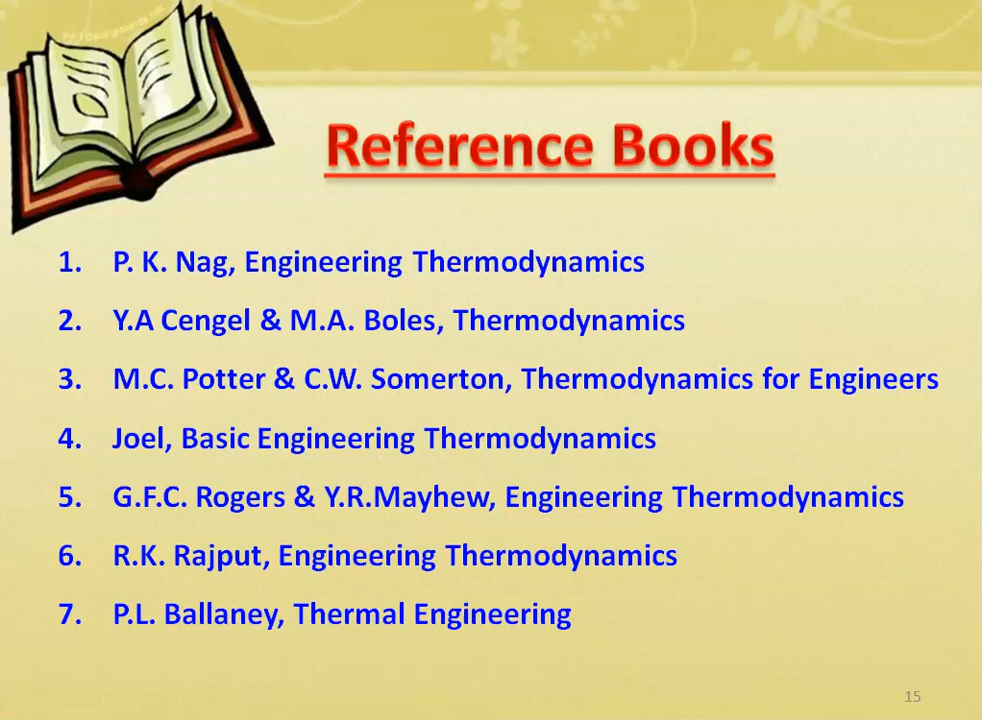 Reference Books
1. P. K. Nag, Engineering Thermodynamics
2. Y.A Cengel & M.A. Boles, Thermodynamics
3. M.C. Potter & C.W. Somerton, Thermodynamics for Engineers
4. Joel, Basic Engineering Thermodynamics
5. G.F.C. Rogers & Y.R.Mayhew, Engineering Thermodynamics
6. R.K. Rajput, Engineering Thermodynamics
7. P.L. Ballaney, Thermal Engineering
15